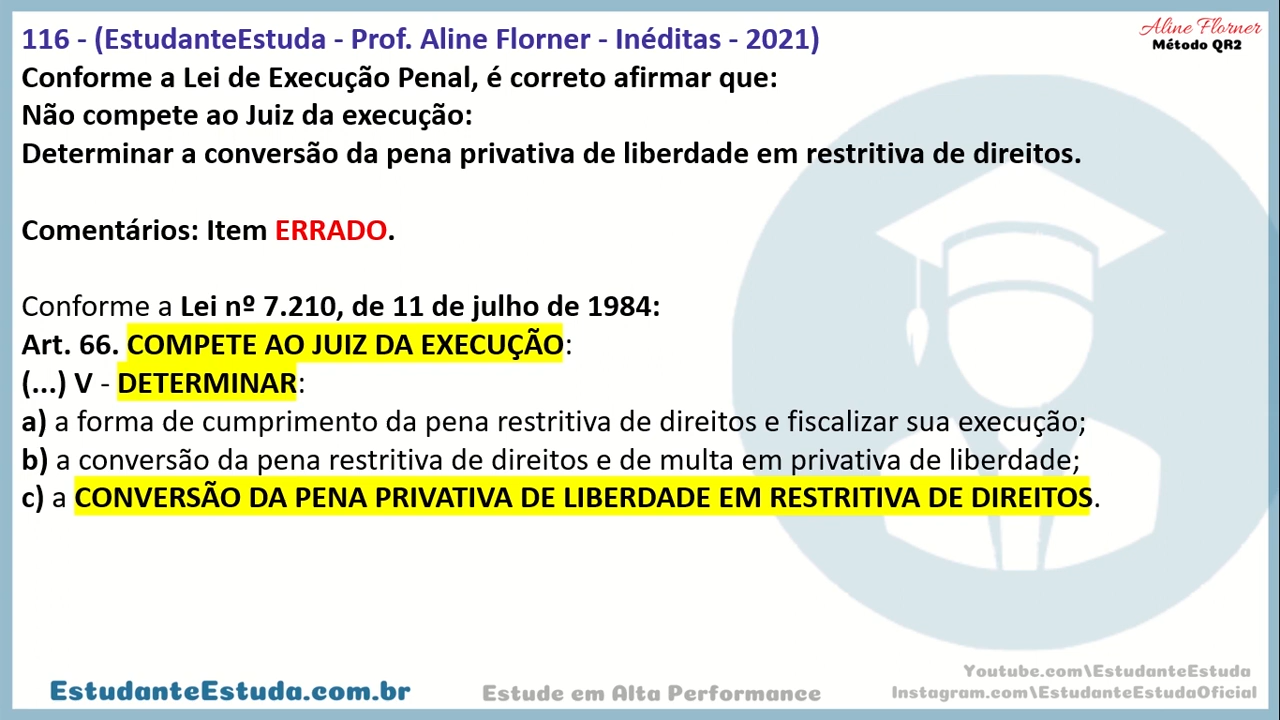 116 - (EstudanteEstuda - Prof. Aline Florner - Inéditas - 2021)
Aline Florner
Método QR2
Conforme a Lei de Execução Penal, é correto afirmar que:
Não compete ao Juiz da execução:
Determinar a conversão da pena privativa de liberdade em restritiva de direitos.
Comentários: Item ERRADO.
Conforme a Lei nº 7.210, de 11 de julho de 1984:
Art. 66. COMPETE AO JUIZ DA EXECUÇÃO:
(...) V - DETERMINAR:
a) a forma de cumprimento da pena restritiva de direitos e fiscalizar sua execução;
b) a conversão da pena restritiva de direitos e de multa em privativa de liberdade;
c) a CONVERSÃO DA PENA PRIVATIVA DE LIBERDADE EM RESTRITIVA DE DIREITOS.
EstudanteEstuda.com.br
Estude em Alta Performance
Youtube.com\EstudanteEstuda
Instagram.com\EstudanteEstudaOficial